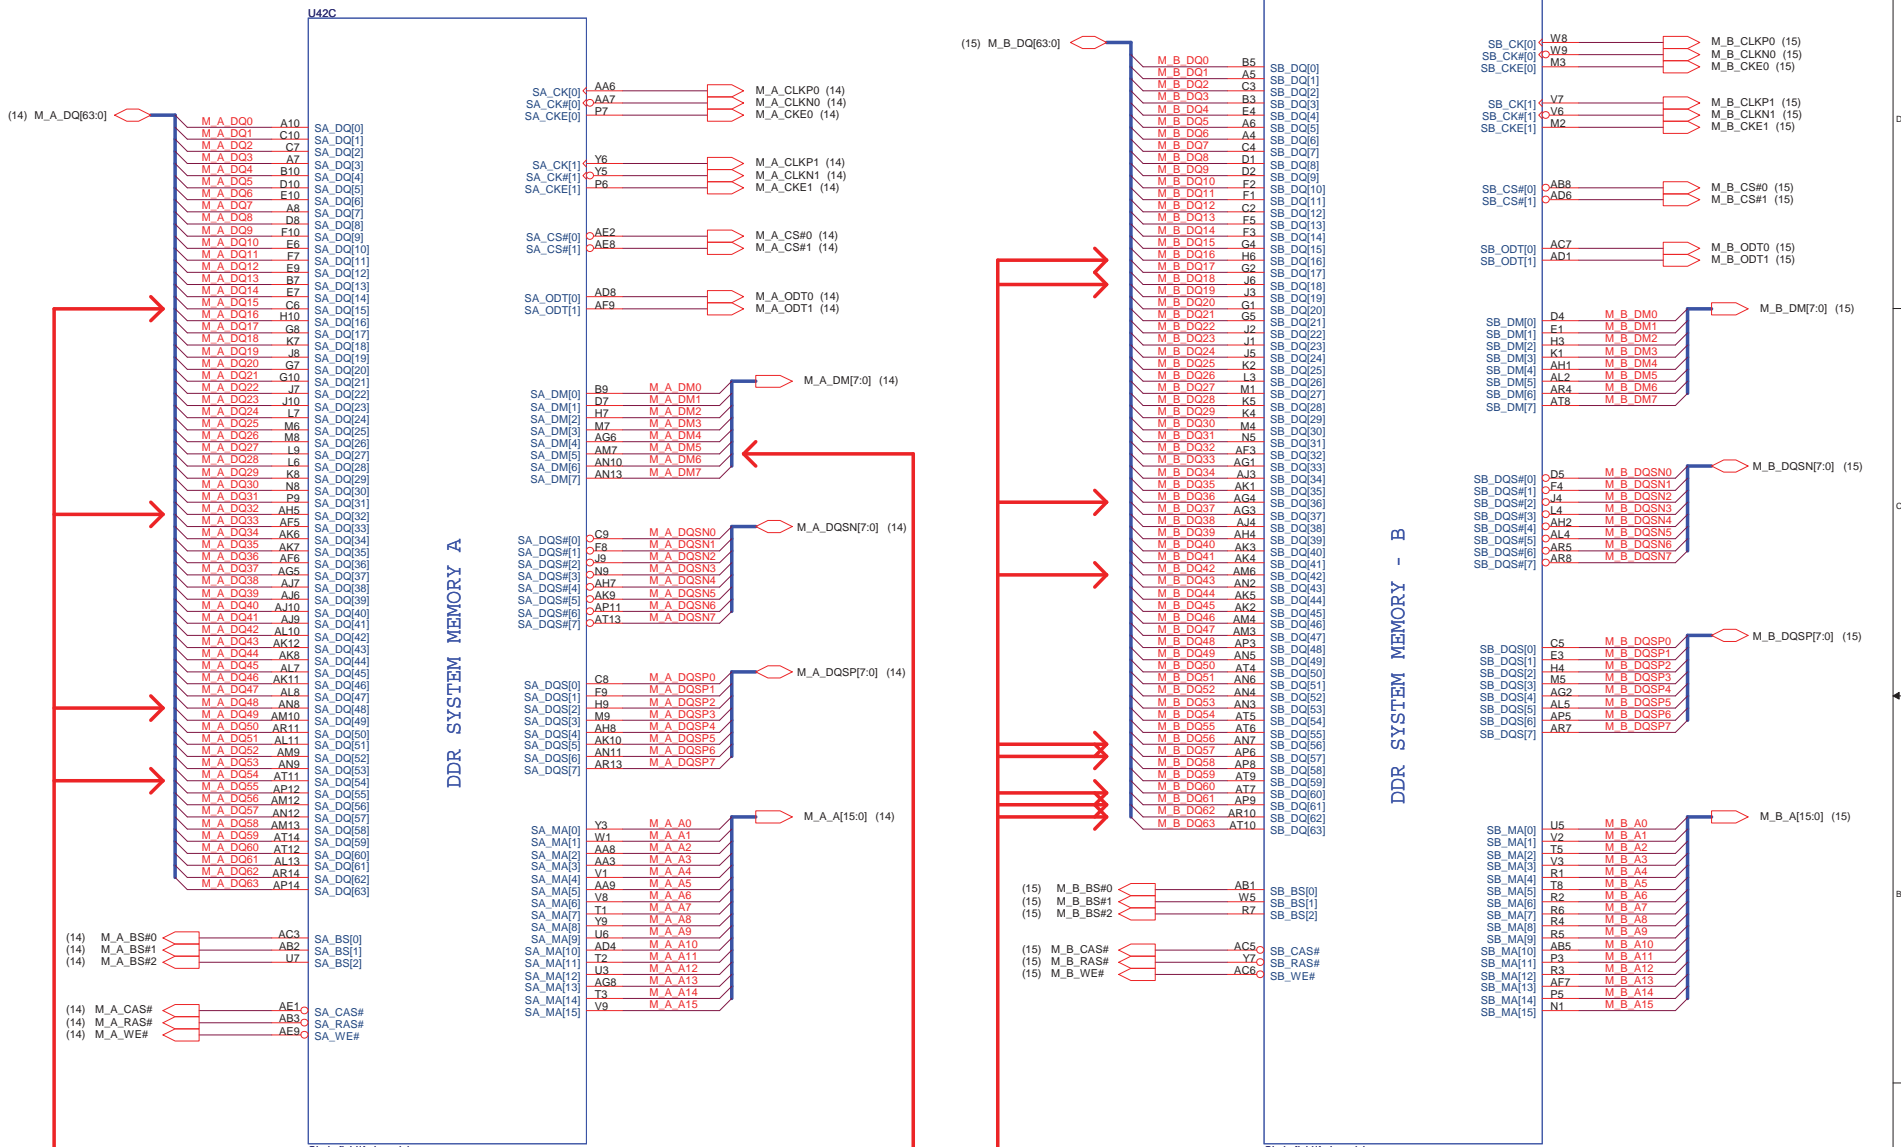 U42C
(14) M_A_DQ[63:0]
M_A_DQ0 A10 SA_DQ[0]
M_A_DQ1 C10 SA_DQ[1]
M_A_DQ2 C7 SA_DQ[2]
M_A_DQ3 A7 SA_DQ[3]
M_A_DQ4 B10 SA_DQ[4]
M_A_DQ5 D10 SA_DQ[5]
M_A_DQ6 E10 SA_DQ[6]
M_A_DQ7 A8 SA_DQ[7]
M_A_DQ8 D8 SA_DQ[8]
M_A_DQ9 F10 SA_DQ[9]
M_A_DQ10 E6 SA_DQ[10]
M_A_DQ11 F7 SA_DQ[11]
M_A_DQ12 E9 SA_DQ[12]
M_A_DQ13 B7 SA_DQ[13]
M_A_DQ14 E7 SA_DQ[14]
M_A_DQ15 C6 SA_DQ[15]
M_A_DQ16 H10 SA_DQ[16]
M_A_DQ17 G8 SA_DQ[17]
M_A_DQ18 K7 SA_DQ[18]
M_A_DQ19 J8 SA_DQ[19]
M_A_DQ20 G7 SA_DQ[20]
M_A_DQ21 G10 SA_DQ[21]
M_A_DQ22 J7 SA_DQ[22]
M_A_DQ23 J10 SA_DQ[23]
M_A_DQ24 L7 SA_DQ[24]
M_A_DQ25 M6 SA_DQ[25]
M_A_DQ26 M8 SA_DQ[26]
M_A_DQ27 L9 SA_DQ[27]
M_A_DQ28 L6 SA_DQ[28]
M_A_DQ29 K8 SA_DQ[29]
M_A_DQ30 N8 SA_DQ[30]
M_A_DQ31 P9 SA_DQ[31]
M_A_DQ32 AH5 SA_DQ[32]
M_A_DQ33 AF5 SA_DQ[33]
M_A_DQ34 AK6 SA_DQ[34]
M_A_DQ35 AK7 SA_DQ[35]
M_A_DQ36 AF6 SA_DQ[36]
M_A_DQ37 AG5 SA_DQ[37]
M_A_DQ38 AJ7 SA_DQ[38]
M_A_DQ39 AJ6 SA_DQ[39]
M_A_DQ40 AJ10 SA_DQ[40]
M_A_DQ41 AJ9 SA_DQ[41]
M_A_DQ42 AL10 SA_DQ[42]
M_A_DQ43 AK12 SA_DQ[43]
M_A_DQ44 AK8 SA_DQ[44]
M_A_DQ45 AL7 SA_DQ[45]
M_A_DQ46 AK11 SA_DQ[46]
M_A_DQ47 AL8 SA_DQ[47]
M_A_DQ48 AN8 SA_DQ[48]
M_A_DQ49 AM10 SA_DQ[49]
M_A_DQ50 AR11 SA_DQ[50]
M_A_DQ51 AL11 SA_DQ[51]
M_A_DQ52 AM9 SA_DQ[52]
M_A_DQ53 AN9 SA_DQ[53]
M_A_DQ54 AT11 SA_DQ[54]
M_A_DQ55 AP12 SA_DQ[55]
M_A_DQ56 AM12 SA_DQ[56]
M_A_DQ57 AN12 SA_DQ[57]
M_A_DQ58 AM13 SA_DQ[58]
M_A_DQ59 AT14 SA_DQ[59]
M_A_DQ60 AT12 SA_DQ[60]
M_A_DQ61 AL13 SA_DQ[61]
M_A_DQ62 AR14 SA_DQ[62]
M_A_DQ63 AP14 SA_DQ[63]
(14) M_A_BS#0 AC3 SA_BS[0]
(14) M_A_BS#1 AB2 SA_BS[1]
(14) M_A_BS#2 U7 SA_BS[2]
(14) M_A_CAS# AE1 SA_CAS#
(14) M_A_RAS# AB3 SA_RAS#
(14) M_A_WE# AE9 SA_WE#
DDR SYSTEM MEMORY A
SA_CK[0] AA6 M_A_CLKP0 (14)
SA_CK#[0] AA7 M_A_CLKN0 (14)
SA_CKE[0] P7 M_A_CKE0 (14)
SA_CK[1] Y6 M_A_CLKP1 (14)
SA_CK#[1] Y5 M_A_CLKN1 (14)
SA_CKE[1] P6 M_A_CKE1 (14)
SA_CS#[0] AE2 M_A_CS#0 (14)
SA_CS#[1] AE8 M_A_CS#1 (14)
SA_ODT[0] AD8 M_A_ODT0 (14)
SA_ODT[1] AF9 M_A_ODT1 (14)
M_A_DM[7:0] (14)
SA_DM[0] B9 M_A_DM0
SA_DM[1] D7 M_A_DM1
SA_DM[2] H7 M_A_DM2
SA_DM[3] M7 M_A_DM3
SA_DM[4] AG6 M_A_DM4
SA_DM[5] AM7 M_A_DM5
SA_DM[6] AN10 M_A_DM6
SA_DM[7] AN13 M_A_DM7
M_A_DQSN[7:0] (14)
SA_DQS#[0] C9 M_A_DQSN0
SA_DQS#[1] F8 M_A_DQSN1
SA_DQS#[2] J9 M_A_DQSN2
SA_DQS#[3] N9 M_A_DQSN3
SA_DQS#[4] AH7 M_A_DQSN4
SA_DQS#[5] AK9 M_A_DQSN5
SA_DQS#[6] AP11 M_A_DQSN6
SA_DQS#[7] AT13 M_A_DQSN7
M_A_DQSP[7:0] (14)
SA_DQS[0] C8 M_A_DQSP0
SA_DQS[1] F9 M_A_DQSP1
SA_DQS[2] H9 M_A_DQSP2
SA_DQS[3] M9 M_A_DQSP3
SA_DQS[4] AH8 M_A_DQSP4
SA_DQS[5] AK10 M_A_DQSP5
SA_DQS[6] AN11 M_A_DQSP6
SA_DQS[7] AR13 M_A_DQSP7
M_A_A[15:0] (14)
SA_MA[0] Y3 M_A_A0
SA_MA[1] W1 M_A_A1
SA_MA[2] AA8 M_A_A2
SA_MA[3] AA3 M_A_A3
SA_MA[4] V1 M_A_A4
SA_MA[5] AA9 M_A_A5
SA_MA[6] V8 M_A_A6
SA_MA[7] T1 M_A_A7
SA_MA[8] Y9 M_A_A8
SA_MA[9] U6 M_A_A9
SA_MA[10] AD4 M_A_A10
SA_MA[11] T2 M_A_A11
SA_MA[12] U3 M_A_A12
SA_MA[13] AG8 M_A_A13
SA_MA[14] T3 M_A_A14
SA_MA[15] V9 M_A_A15
(15) M_B_DQ[63:0]
M_B_DQ0 B5 SB_DQ[0]
M_B_DQ1 A5 SB_DQ[1]
M_B_DQ2 C3 SB_DQ[2]
M_B_DQ3 B3 SB_DQ[3]
M_B_DQ4 E4 SB_DQ[4]
M_B_DQ5 A6 SB_DQ[5]
M_B_DQ6 A4 SB_DQ[6]
M_B_DQ7 C4 SB_DQ[7]
M_B_DQ8 D1 SB_DQ[8]
M_B_DQ9 D2 SB_DQ[9]
M_B_DQ10 F2 SB_DQ[10]
M_B_DQ11 F1 SB_DQ[11]
M_B_DQ12 C2 SB_DQ[12]
M_B_DQ13 F5 SB_DQ[13]
M_B_DQ14 F3 SB_DQ[14]
M_B_DQ15 G4 SB_DQ[15]
M_B_DQ16 H6 SB_DQ[16]
M_B_DQ17 G2 SB_DQ[17]
M_B_DQ18 J6 SB_DQ[18]
M_B_DQ19 J3 SB_DQ[19]
M_B_DQ20 G1 SB_DQ[20]
M_B_DQ21 G5 SB_DQ[21]
M_B_DQ22 J2 SB_DQ[22]
M_B_DQ23 J1 SB_DQ[23]
M_B_DQ24 J5 SB_DQ[24]
M_B_DQ25 K2 SB_DQ[25]
M_B_DQ26 L3 SB_DQ[26]
M_B_DQ27 M1 SB_DQ[27]
M_B_DQ28 K5 SB_DQ[28]
M_B_DQ29 K4 SB_DQ[29]
M_B_DQ30 M4 SB_DQ[30]
M_B_DQ31 N5 SB_DQ[31]
M_B_DQ32 AF3 SB_DQ[32]
M_B_DQ33 AG1 SB_DQ[33]
M_B_DQ34 AJ3 SB_DQ[34]
M_B_DQ35 AK1 SB_DQ[35]
M_B_DQ36 AG4 SB_DQ[36]
M_B_DQ37 AG3 SB_DQ[37]
M_B_DQ38 AJ4 SB_DQ[38]
M_B_DQ39 AH4 SB_DQ[39]
M_B_DQ40 AK3 SB_DQ[40]
M_B_DQ41 AK4 SB_DQ[41]
M_B_DQ42 AM6 SB_DQ[42]
M_B_DQ43 AN2 SB_DQ[43]
M_B_DQ44 AK5 SB_DQ[44]
M_B_DQ45 AK2 SB_DQ[45]
M_B_DQ46 AM4 SB_DQ[46]
M_B_DQ47 AM3 SB_DQ[47]
M_B_DQ48 AP3 SB_DQ[48]
M_B_DQ49 AN5 SB_DQ[49]
M_B_DQ50 AT4 SB_DQ[50]
M_B_DQ51 AN6 SB_DQ[51]
M_B_DQ52 AN4 SB_DQ[52]
M_B_DQ53 AN3 SB_DQ[53]
M_B_DQ54 AT5 SB_DQ[54]
M_B_DQ55 AT6 SB_DQ[55]
M_B_DQ56 AN7 SB_DQ[56]
M_B_DQ57 AP6 SB_DQ[57]
M_B_DQ58 AP8 SB_DQ[58]
M_B_DQ59 AT9 SB_DQ[59]
M_B_DQ60 AT7 SB_DQ[60]
M_B_DQ61 AP9 SB_DQ[61]
M_B_DQ62 AR10 SB_DQ[62]
M_B_DQ63 AT10 SB_DQ[63]
(15) M_B_BS#0 AB1 SB_BS[0]
(15) M_B_BS#1 W5 SB_BS[1]
(15) M_B_BS#2 R7 SB_BS[2]
(15) M_B_CAS# AC5 SB_CAS#
(15) M_B_RAS# Y7 SB_RAS#
(15) M_B_WE# AC6 SB_WE#
DDR SYSTEM MEMORY - B
SB_CK[0] W8 M_B_CLKP0 (15)
SB_CK#[0] W9 M_B_CLKN0 (15)
SB_CKE[0] M3 M_B_CKE0 (15)
SB_CK[1] V7 M_B_CLKP1 (15)
SB_CK#[1] V6 M_B_CLKN1 (15)
SB_CKE[1] M2 M_B_CKE1 (15)
SB_CS#[0] AB8 M_B_CS#0 (15)
SB_CS#[1] AD6 M_B_CS#1 (15)
SB_ODT[0] AC7 M_B_ODT0 (15)
SB_ODT[1] AD1 M_B_ODT1 (15)
M_B_DM[7:0] (15)
SB_DM[0] D4 M_B_DM0
SB_DM[1] E1 M_B_DM1
SB_DM[2] H3 M_B_DM2
SB_DM[3] K1 M_B_DM3
SB_DM[4] AH1 M_B_DM4
SB_DM[5] AL2 M_B_DM5
SB_DM[6] AR4 M_B_DM6
SB_DM[7] AT8 M_B_DM7
M_B_DQSN[7:0] (15)
SB_DQS#[0] D5 M_B_DQSN0
SB_DQS#[1] F4 M_B_DQSN1
SB_DQS#[2] J4 M_B_DQSN2
SB_DQS#[3] L4 M_B_DQSN3
SB_DQS#[4] AH2 M_B_DQSN4
SB_DQS#[5] AL4 M_B_DQSN5
SB_DQS#[6] AR5 M_B_DQSN6
SB_DQS#[7] AR8 M_B_DQSN7
M_B_DQSP[7:0] (15)
SB_DQS[0] C5 M_B_DQSP0
SB_DQS[1] E3 M_B_DQSP1
SB_DQS[2] H4 M_B_DQSP2
SB_DQS[3] M5 M_B_DQSP3
SB_DQS[4] AG2 M_B_DQSP4
SB_DQS[5] AL5 M_B_DQSP5
SB_DQS[6] AP5 M_B_DQSP6
SB_DQS[7] AR7 M_B_DQSP7
M_B_A[15:0] (15)
SB_MA[0] U5 M_B_A0
SB_MA[1] V2 M_B_A1
SB_MA[2] T5 M_B_A2
SB_MA[3] V3 M_B_A3
SB_MA[4] R1 M_B_A4
SB_MA[5] T8 M_B_A5
SB_MA[6] R2 M_B_A6
SB_MA[7] R6 M_B_A7
SB_MA[8] R4 M_B_A8
SB_MA[9] R5 M_B_A9
SB_MA[10] AB5 M_B_A10
SB_MA[11] P3 M_B_A11
SB_MA[12] R3 M_B_A12
SB_MA[13] AF7 M_B_A13
SB_MA[14] P5 M_B_A14
SB_MA[15] N1 M_B_A15